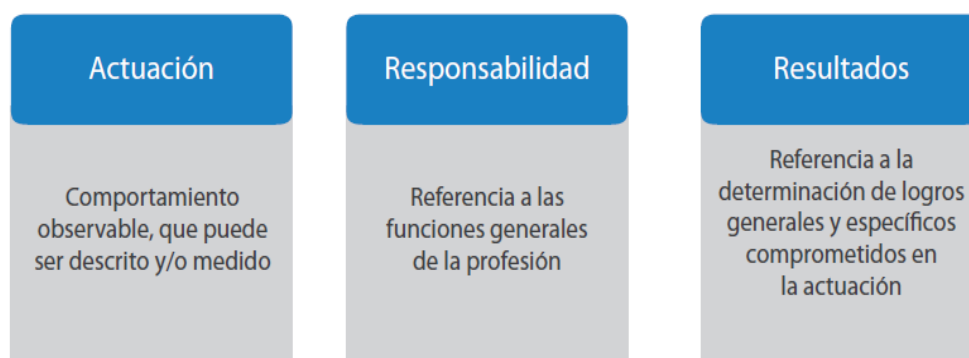 Actuación
Comportamiento
observable, que puede
ser descrito y/o medido
Responsabilidad
Referencia a las
funciones generales
de la profesión
Resultados
Referencia a la
determinación de logros
generales y específicos
comprometidos en
la actuación